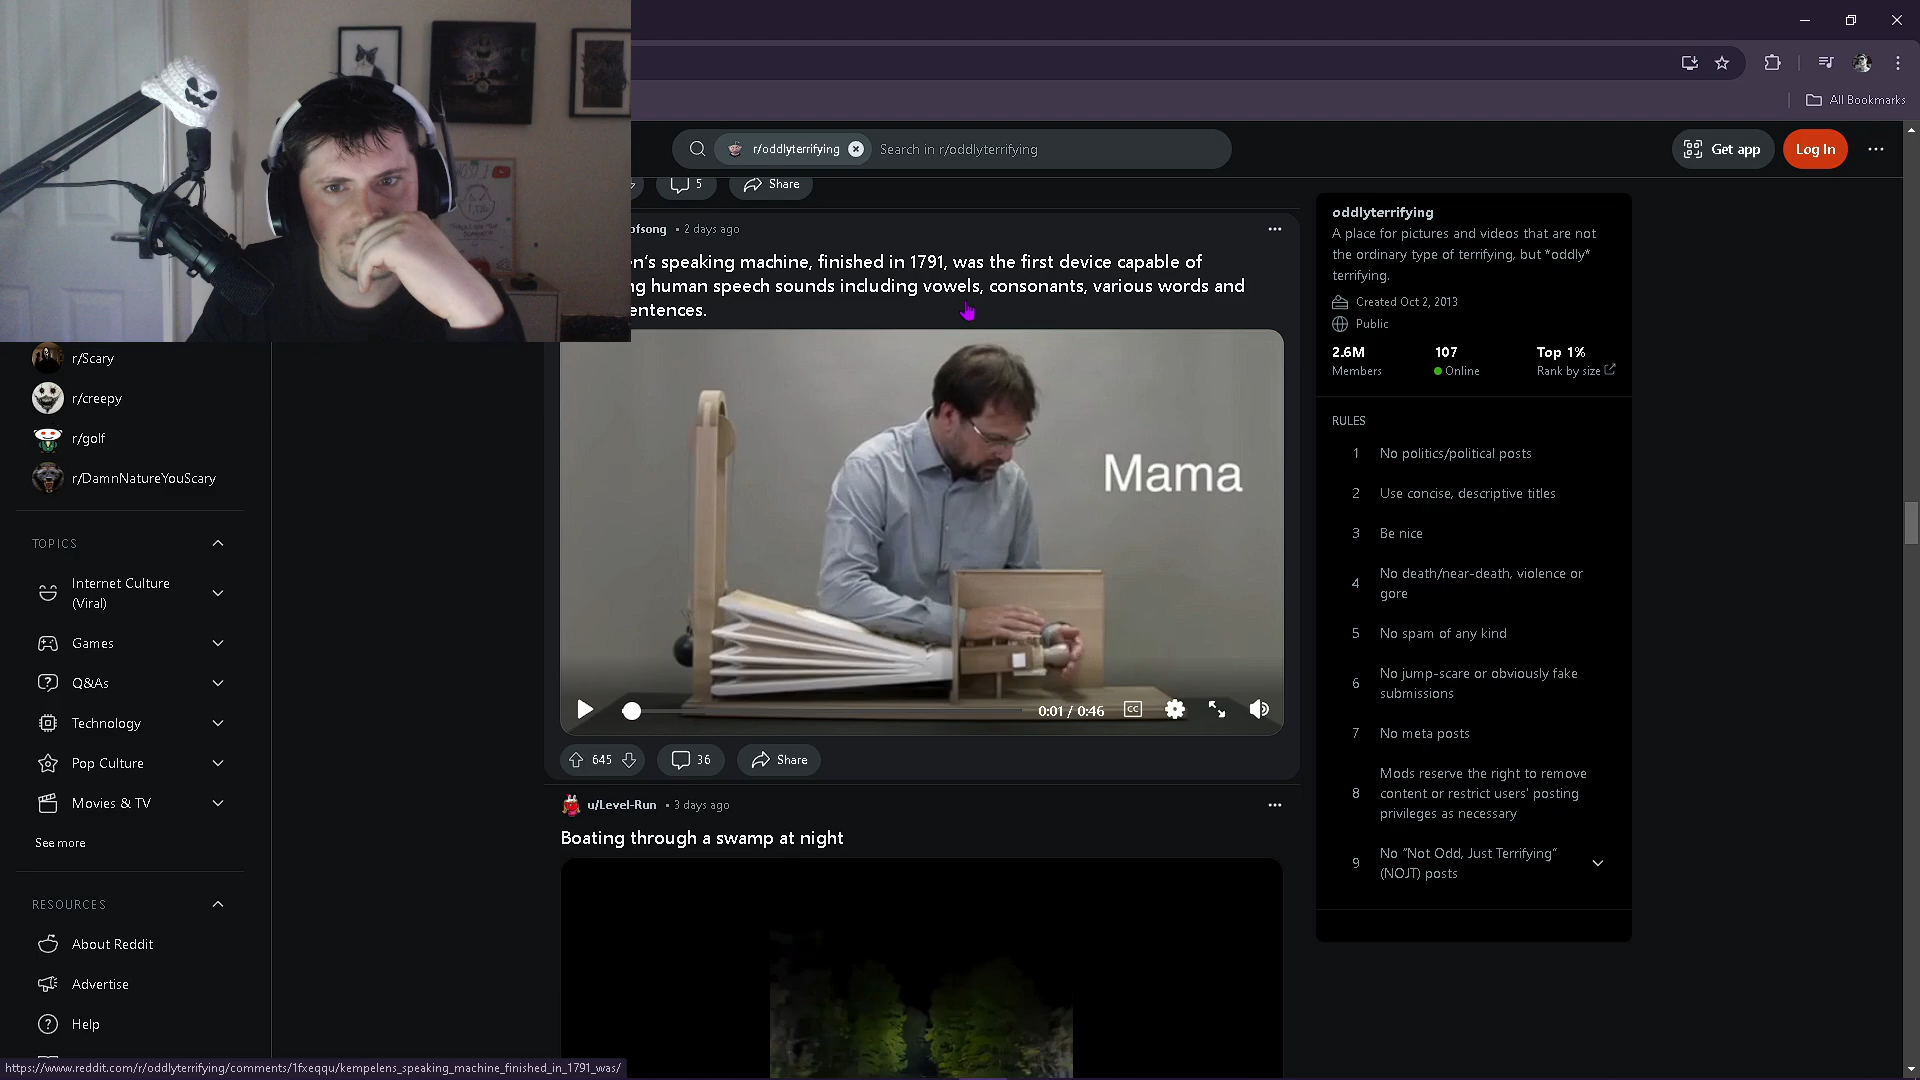 All Bookmarks
r/oddlyterrifying
Search in r/oddlyterrifying
Get app
Log In
5
Share
ofsong • 2 days ago
en's speaking machine, finished in 1791, was the first device capable of
ng human speech sounds including vowels, consonants, various words and
entences.
Mama
0:01 / 0:46
CC
645
36
Share
u/Level-Run • 3 days ago
Boating through a swamp at night
r/Scary
r/creepy
r/golf
r/DamnNatureYouScary
TOPICS
Internet Culture
(Viral)
Games
Q&As
Technology
Pop Culture
Movies & TV
See more
RESOURCES
About Reddit
Advertise
Help
oddlyterrifying
A place for pictures and videos that are not
the ordinary type of terrifying, but *oddly*
terrifying.
Created Oct 2, 2013
Public
2.6M
Members
107
Online
Top 1%
Rank by size
RULES
1 No politics/political posts
2 Use concise, descriptive titles
3 Be nice
4 No death/near-death, violence or
gore
5 No spam of any kind
6 No jump-scare or obviously fake
submissions
7 No meta posts
8 Mods reserve the right to remove
content or restrict users' posting
privileges as necessary
9 No "Not Odd, Just Terrifying"
(NOJT) posts
https://www.reddit.com/r/oddlyterrifying/comments/1fxeqqu/kempelens_speaking_machine_finished_in_1791_was/